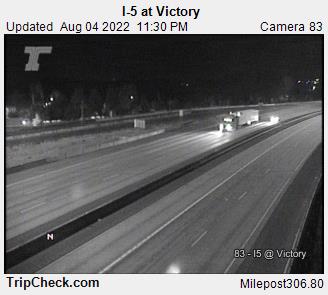 I-5 at Victory
Updated Aug 04 2022 11:30 PM Camera 83
T
N
83 - I5 @ Victory
TripCheck.com Milepost306.80